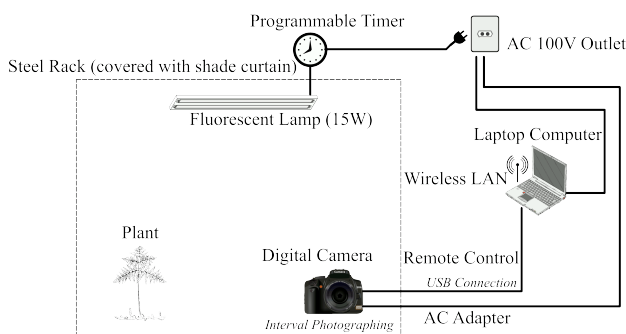 Programmable Timer
AC 100V Outlet
Steel Rack (covered with shade curtain)
Fluorescent Lamp (15W)
Laptop Computer
Wireless LAN
Plant
Digital Camera
Remote Control
USB Connection
Interval Photographing
AC Adapter